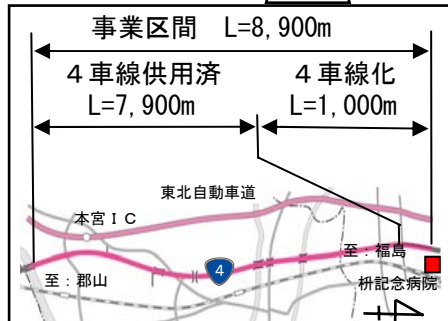 事業区間　L=8,900m
４車線供用済
L=7,900m
４車線化
L=1,000m
東北自動車道
本宮ＩＣ
至：福島
4
至：郡山
枡記念病院